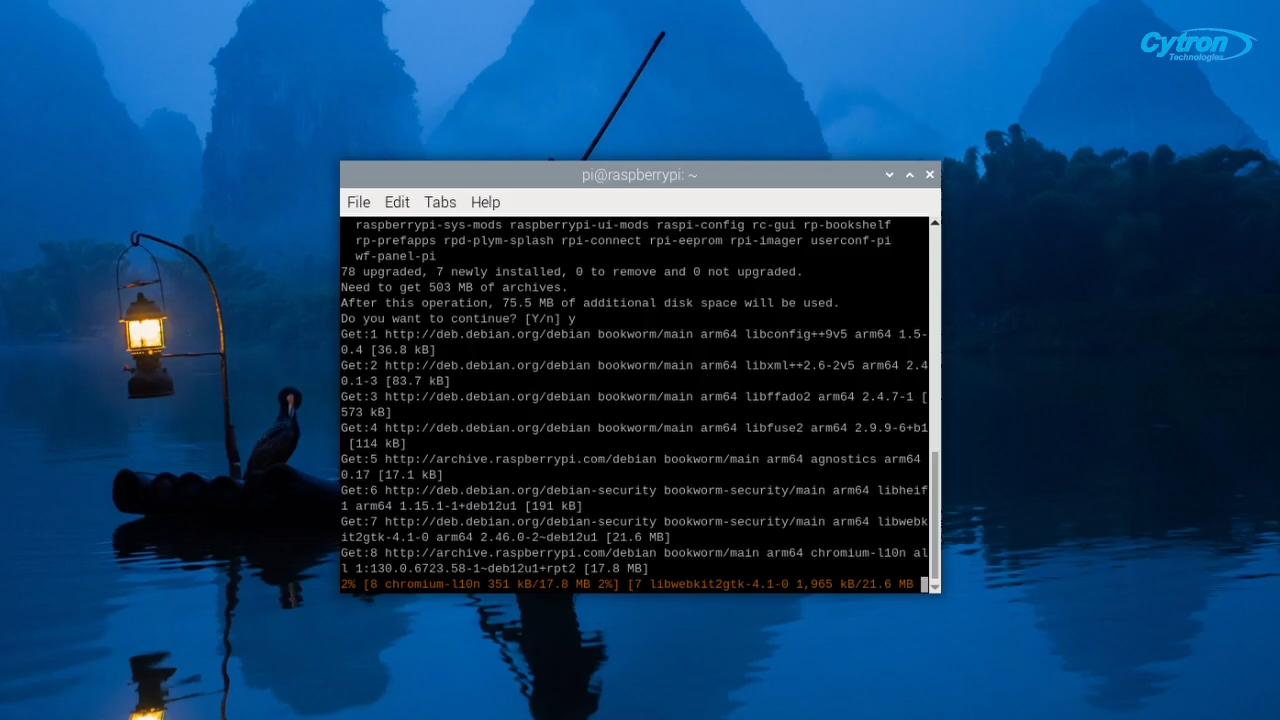 Cytron
Technologies
pi@raspberrypi: ~
File Edit Tabs Help
raspberrypi-sys-mods raspberrypi-ui-mods raspi-config rc-gui rp-bookshelf
rp-prefapps rpd-plym-splash rpi-connect rpi-eeprom rpi-imager userconf-pi
wf-panel-pi
78 upgraded, 7 newly installed, 0 to remove and 0 not upgraded.
Need to get 503 MB of archives.
After this operation, 75.5 MB of additional disk space will be used.
Do you want to continue? [Y/n] y
Get:1 http://deb.debian.org/debian bookworm/main arm64 libconfig++9v5 arm64 1.5-
0.4 [36.8 kB]
Get:2 http://deb.debian.org/debian bookworm/main arm64 libxml++2.6-2v5 arm64 2.4
0.1-3 [83.7 kB]
Get:3 http://deb.debian.org/debian bookworm/main arm64 libffado2 arm64 2.4.7-1 [
573 kB]
Get:4 http://deb.debian.org/debian bookworm/main arm64 libfuse2 arm64 2.9.9-6+b1
[114 kB]
Get:5 http://archive.raspberrypi.com/debian bookworm/main arm64 agnostics arm64
0.17 [17.1 kB]
Get:6 http://deb.debian.org/debian-security bookworm-security/main arm64 libheif
1 arm64 1.15.1-1+deb12u1 [191 kB]
Get:7 http://deb.debian.org/debian-security bookworm-security/main arm64 libwebk
it2gtk-4.1-0 arm64 2.46.0-2~deb12u1 [21.6 MB]
Get:8 http://archive.raspberrypi.com/debian bookworm/main arm64 chromium-l10n al
l 1:130.0.6723.58-1~deb12u1+rpt2 [17.8 MB]
2% [8 chromium-l10n 351 kB/17.8 MB 2%] [7 libwebkit2gtk-4.1-0 1,965 kB/21.6 MB